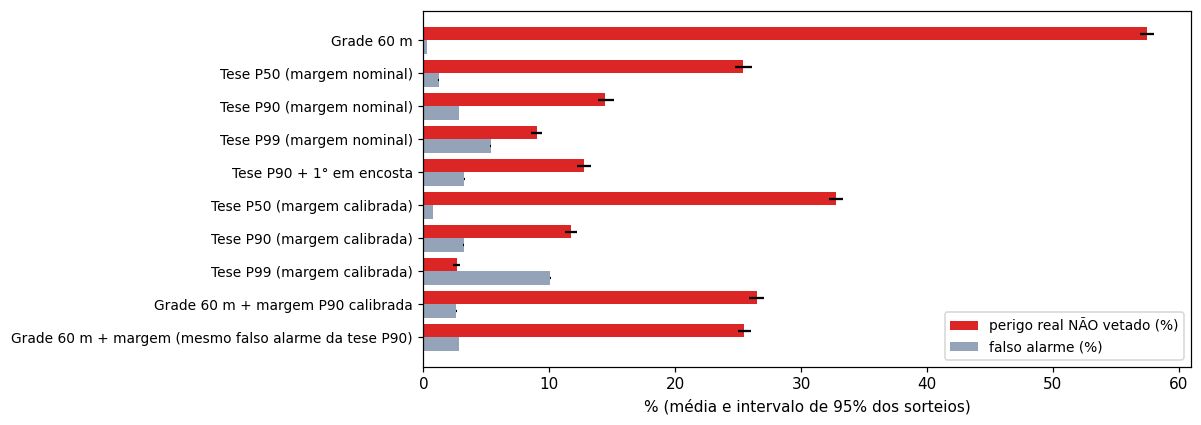 Grade 60 m
Tese P50 (margem nominal)
Tese P90 (margem nominal)
Tese P99 (margem nominal)
Tese P90 + 1° em encosta
Tese P50 (margem calibrada)
Tese P90 (margem calibrada)
Tese P99 (margem calibrada)
Grade 60 m + margem P90 calibrada
Grade 60 m + margem (mesmo falso alarme da tese P90)
perigo real NÃO vetado (%)
falso alarme (%)
0 10 20 30 40 50 60
% (média e intervalo de 95% dos sorteios)